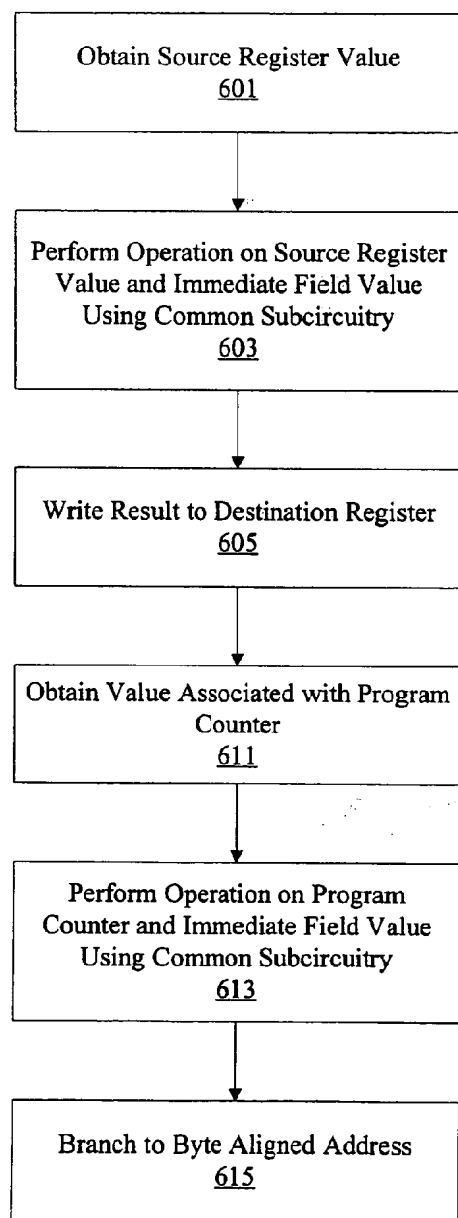 Obtain Source Register Value
601
Perform Operation on Source Register
Value and Immediate Field Value
Using Common Subcircuitry
603
Write Result to Destination Register
605
Obtain Value Associated with Program
Counter
611
Perform Operation on Program
Counter and Immediate Field Value
Using Common Subcircuitry
613
Branch to Byte Aligned Address
615